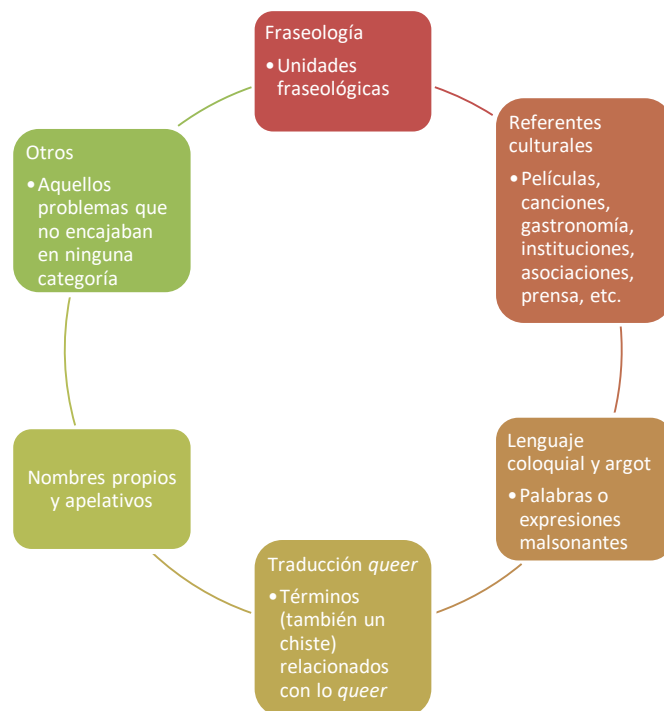 Fraseología
• Unidades
fraseológicas
Referentes
culturales
• Películas,
canciones,
gastronomía,
instituciones,
asociaciones,
prensa, etc.
Lenguaje
coloquial y argot
• Palabras o
expresiones
malsonantes
Traducción queer
• Términos
(también un
chiste)
relacionados
con lo queer
Nombres propios
y apelativos
Otros
• Aquellos
problemas que
no encajaban
en ninguna
categoría